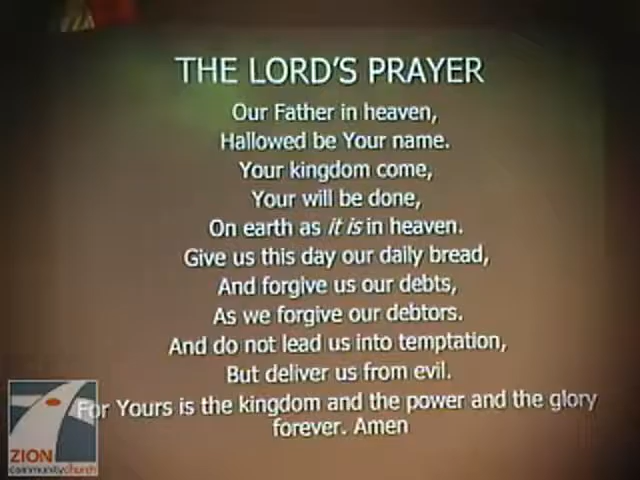 THE LORD'S PRAYER
Our Father in heaven,
Hallowed be Your name.
Your kingdom come,
Your will be done,
On earth as it is in heaven.
Give us this day our daily bread,
And forgive us our debts,
As we forgive our debtors.
And do not lead us into temptation,
But deliver us from evil.
For Yours is the kingdom and the power and the glory
forever. Amen
ZION
communitychurch